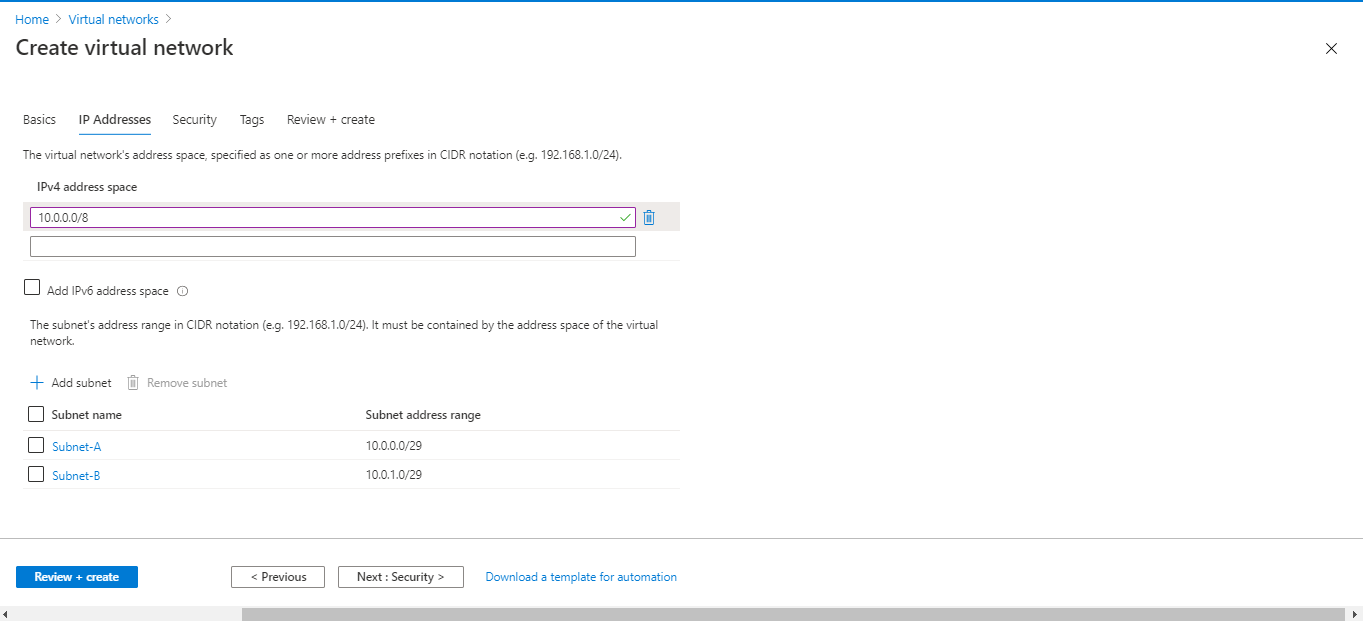 Home > Virtual networks >
Create virtual network
Basics IP Addresses Security Tags Review + create
The virtual network's address space, specified as one or more address prefixes in CIDR notation (e.g. 192.168.1.0/24).
IPv4 address space
10.0.0.0/8
Add IPv6 address space
The subnet's address range in CIDR notation (e.g. 192.168.1.0/24). It must be contained by the address space of the virtual
network.
Add subnet Remove subnet
Subnet name Subnet address range
Subnet-A 10.0.0.0/29
Subnet-B 10.0.1.0/29
Review + create < Previous Next : Security > Download a template for automation